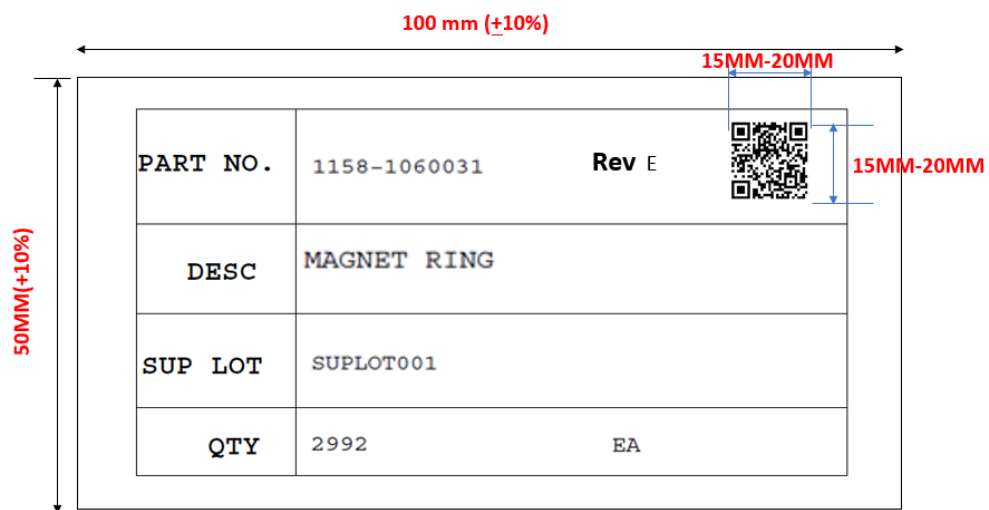 100 mm (±10%)
15MM-20MM
PART NO. 1158-1060031 Rev E
15MM-20MM
50MM(+10%)
DESC MAGNET RING
SUP LOT SUPLOT001
QTY 2992 EA